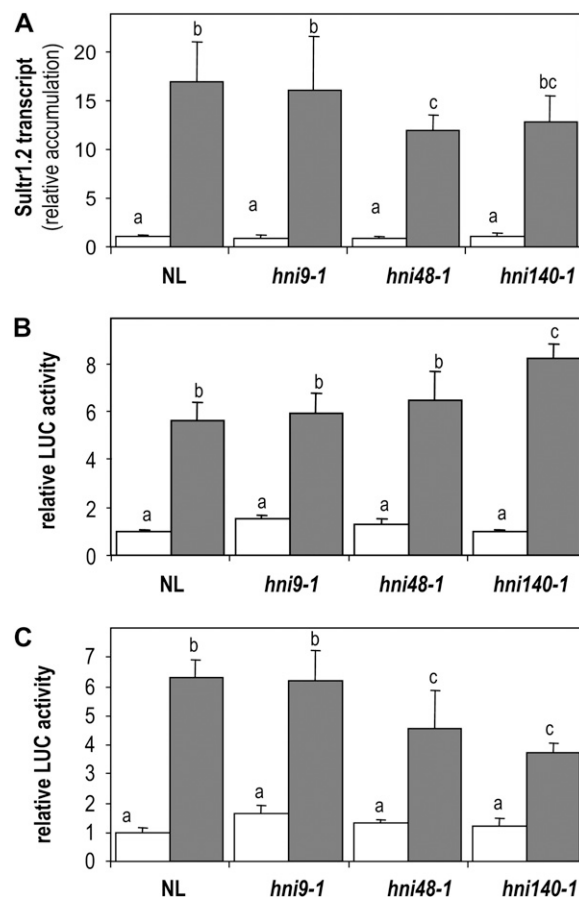 A
Sultr1.2 transcript
(relative accumulation)
20
15
10
5
0
a
b
a
b
a
c
a
bc
NL
hni9-1
hni48-1
hni140-1
B
relative LUC activity
8
6
4
2
0
a
b
a
b
a
b
a
c
NL
hni9-1
hni48-1
hni140-1
C
relative LUC activity
7
6
5
4
3
2
1
0
a
b
a
b
a
c
a
c
NL
hni9-1
hni48-1
hni140-1